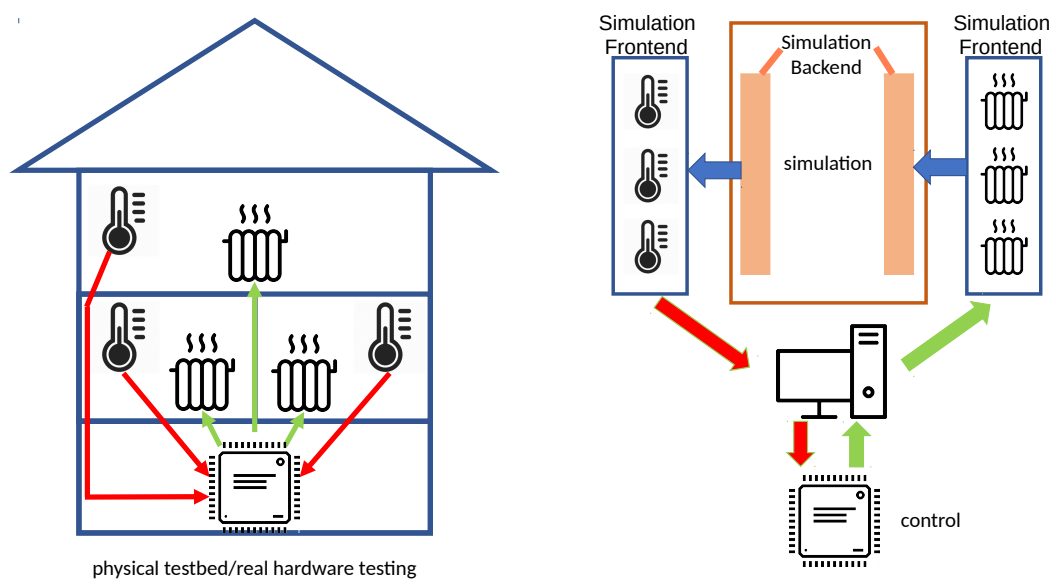 Simulation
Frontend
Simulation
Backend
Simulation
Frontend
simulation
control
physical testbed/real hardware testing